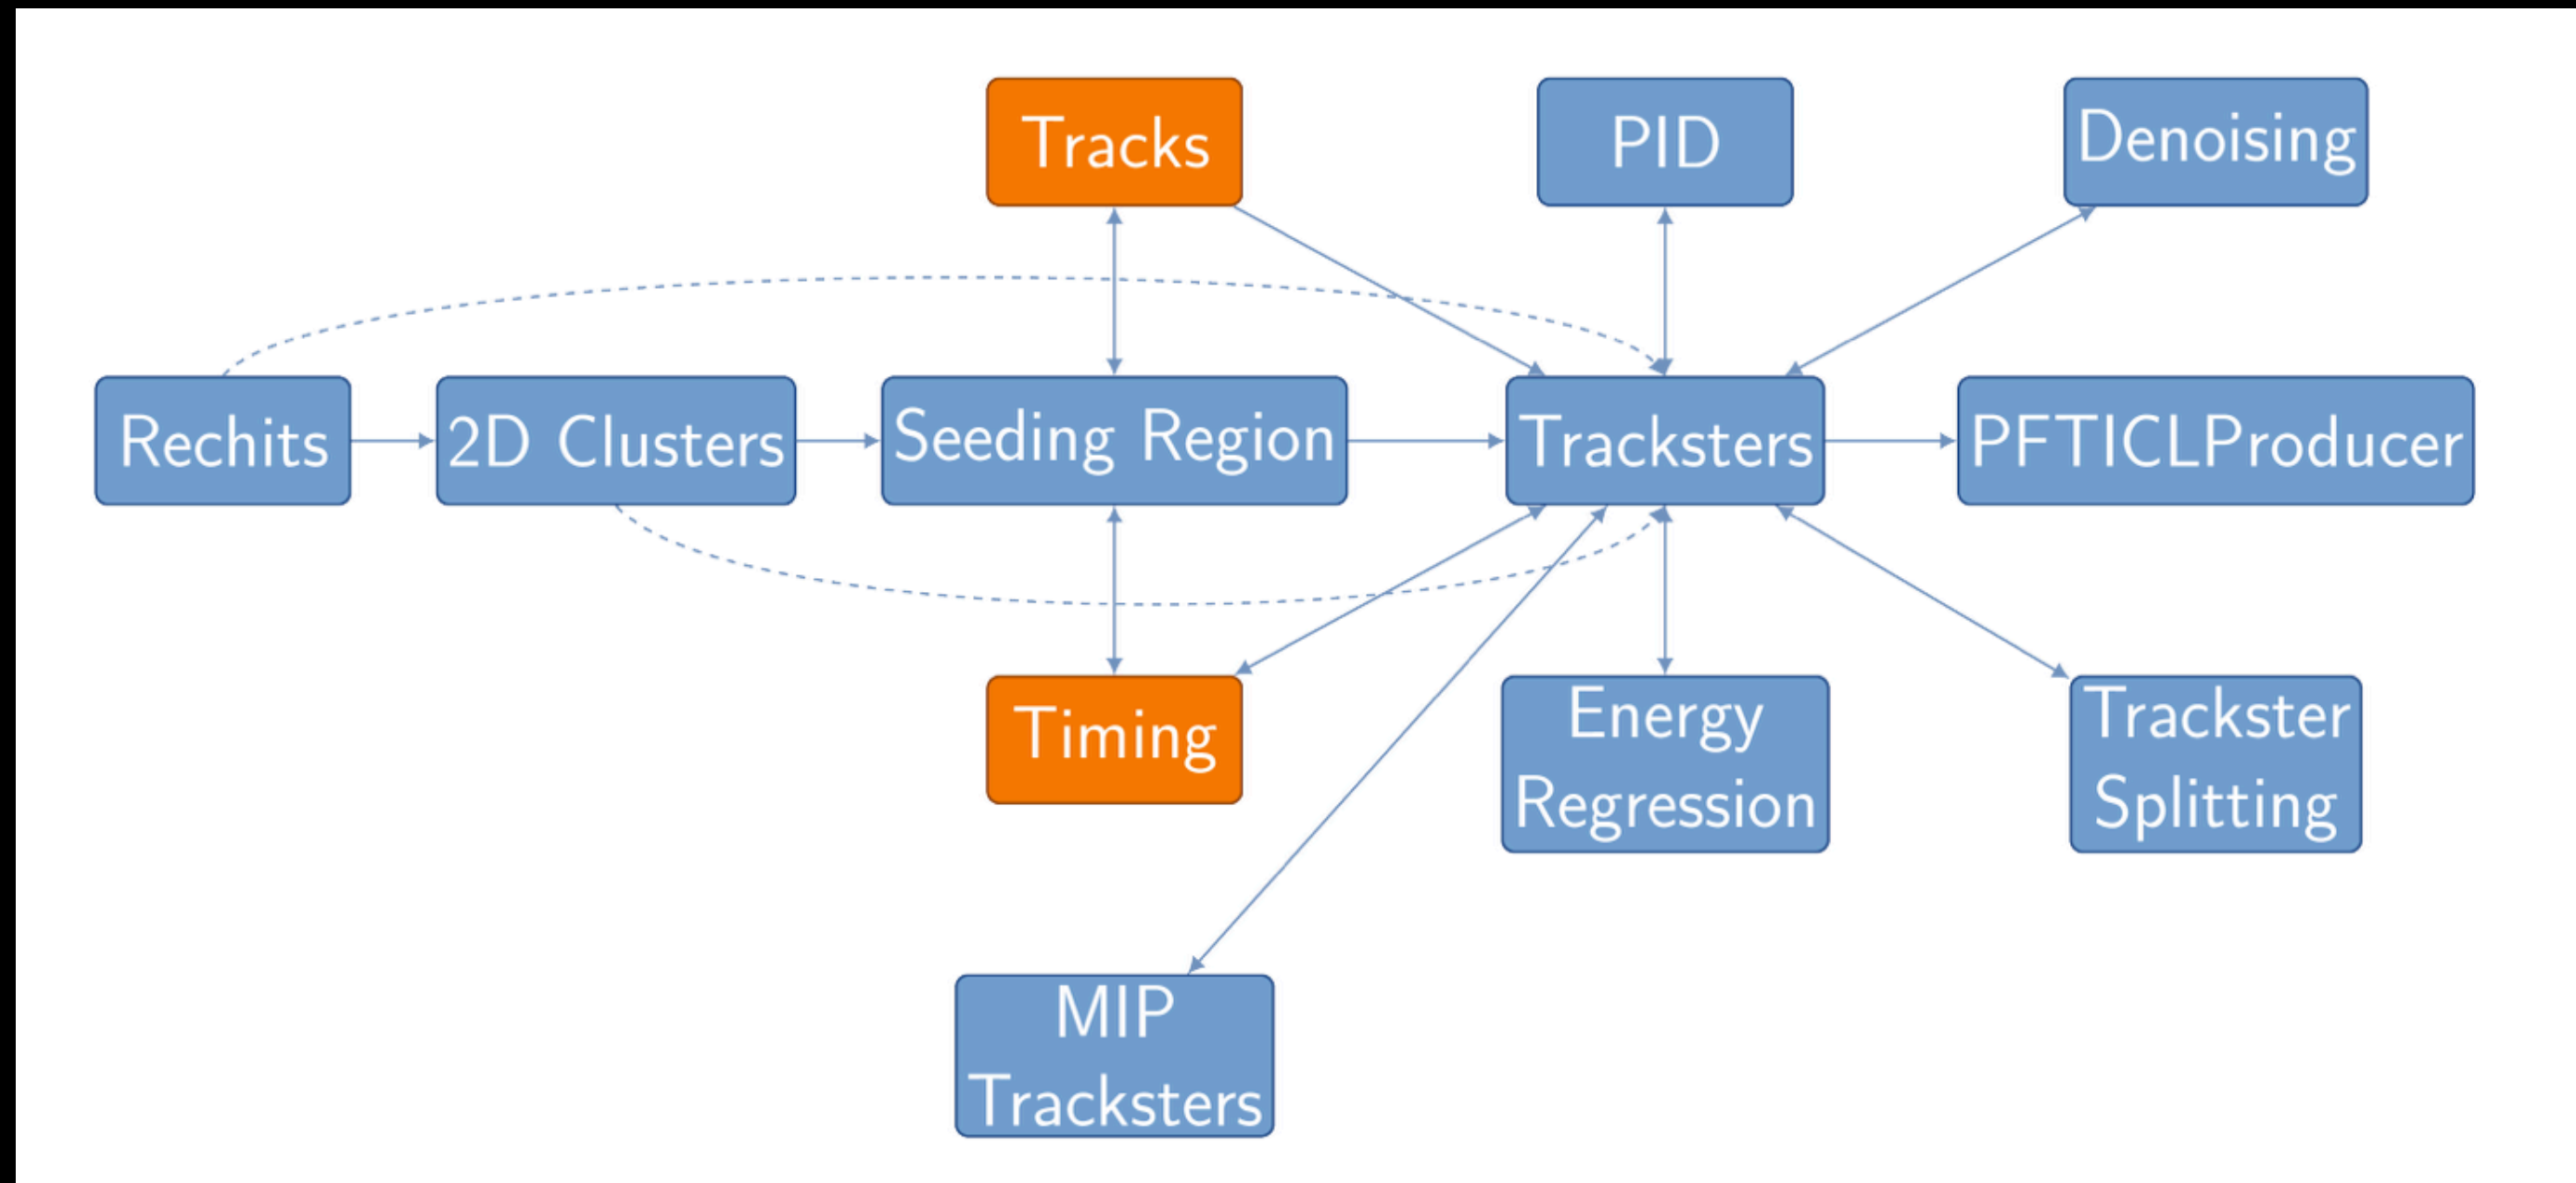 Tracks
PID
Denoising
Rechits
2D Clusters
Seeding Region
Tracksters
PFTICLProducer
Timing
Energy
Regression
Trackster
Splitting
MIP
Tracksters